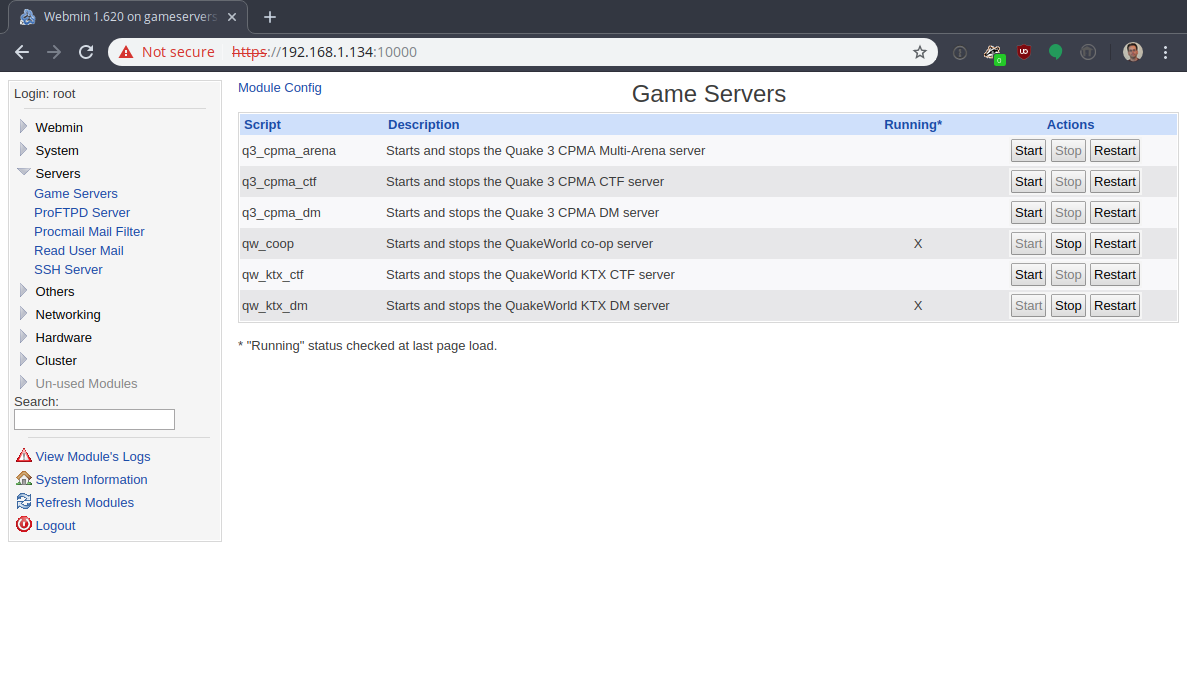 Webmin 1.620 on gameservers
Not secure https://192.168.1.134:10000
0
Login: root
Webmin
System
Servers
Game Servers
ProFTPD Server
Procmail Mail Filter
Read User Mail
SSH Server
Others
Networking
Hardware
Cluster
Un-used Modules
Search:
View Module's Logs
System Information
Refresh Modules
Logout
Module Config
Game Servers
Script Description Running* Actions
q3_cpma_arena Starts and stops the Quake 3 CPMA Multi-Arena server Start Stop Restart
q3_cpma_ctf Starts and stops the Quake 3 CPMA CTF server Start Stop Restart
q3_cpma_dm Starts and stops the Quake 3 CPMA DM server Start Stop Restart
qw_coop Starts and stops the QuakeWorld co-op server X Start Stop Restart
qw_ktx_ctf Starts and stops the QuakeWorld KTX CTF server Start Stop Restart
qw_ktx_dm Starts and stops the QuakeWorld KTX DM server X Start Stop Restart
* "Running" status checked at last page load.